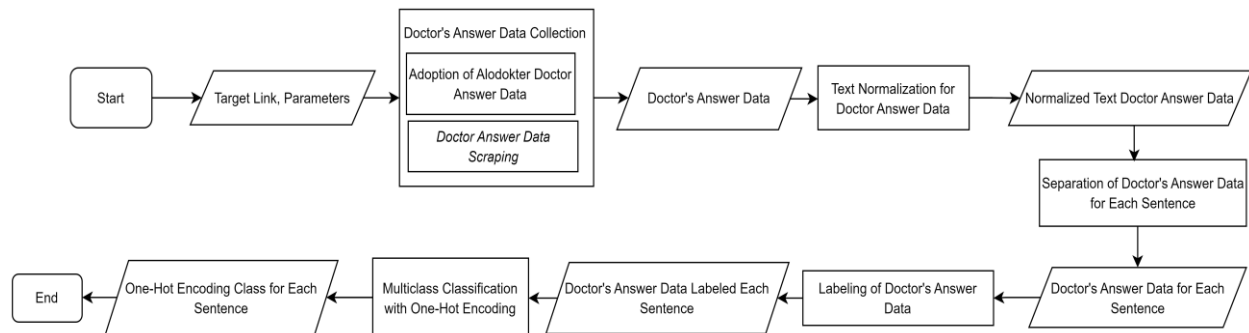 Start
Target Link, Parameters
Doctor's Answer Data Collection
Adoption of Alodokter Doctor
Answer Data
Doctor Answer Data
Scraping
Doctor's Answer Data
Text Normalization for
Doctor Answer Data
Normalized Text Doctor Answer Data
Separation of Doctor's Answer Data
for Each Sentence
Doctor's Answer Data for Each
Sentence
Labeling of Doctor's Answer
Data
Doctor's Answer Data Labeled Each
Sentence
Multiclass Classification
with One-Hot Encoding
One-Hot Encoding Class for Each
Sentence
End